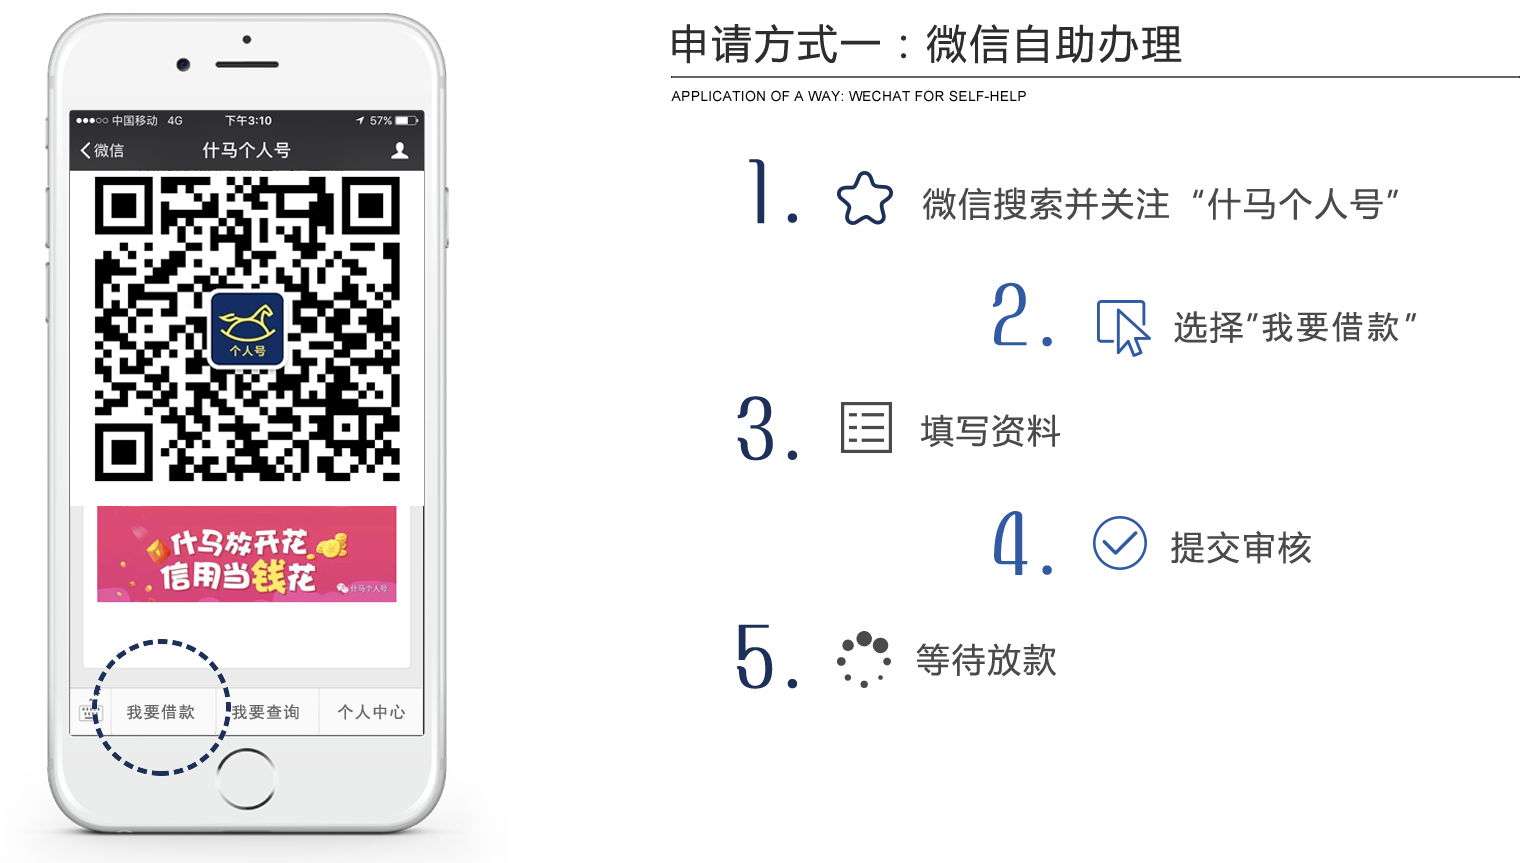 申请方式一：微信自助办理
APPLICATION OF A WAY: WECHAT FOR SELF-HELP
中国移动 4G 下午3:10 57%
微信 什马个人号
个人号
什马放开花
信用当钱花
什马个人号
我要借款 我要查询 个人中心
1. 微信搜索并关注 “什马个人号”
2. 选择”我要借款”
3. 填写资料
4. 提交审核
5. 等待放款